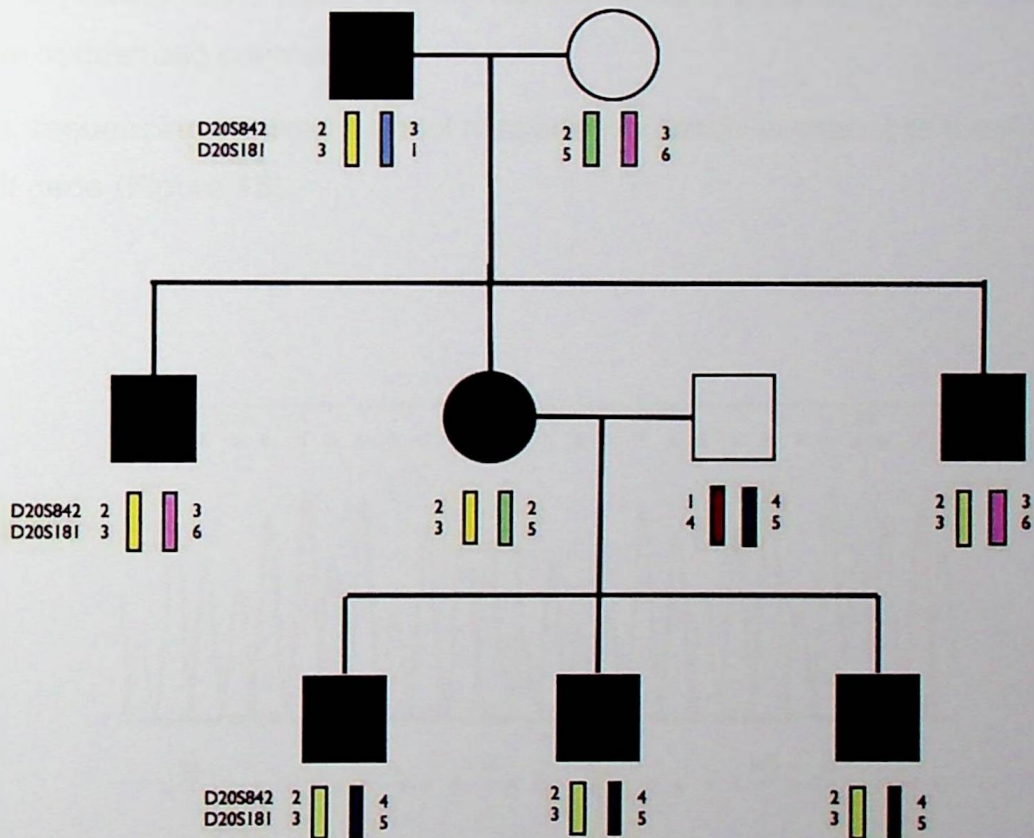 D20S842 2 3 2 3
D20S181 3 1 5 6
D20S842 2 3 2 2 1 4 2 3
D20S181 3 6 3 5 4 5 3 6
D20S842 2 4 2 4 2 4
D20S181 3 5 3 5 3 5